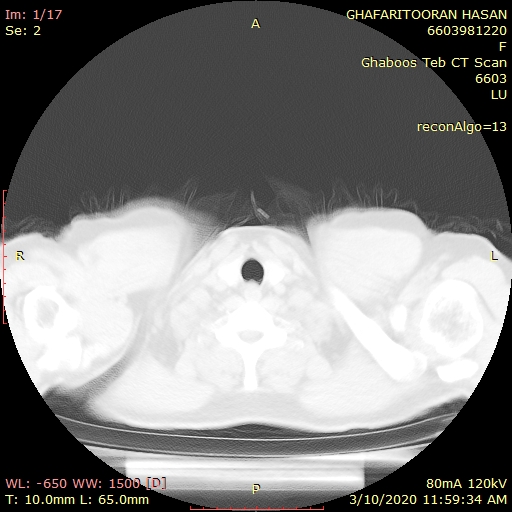 Im: 1/17
Se: 2
A
GHAFARITOORAN HASAN
6603981220
F
Ghaboos Teb CT Scan
6603
LU
reconAlgo=13
R
L
WL: -650 WW: 1500 [D]
T: 10.0mm L: 65.0mm
P
80mA 120kV
3/10/2020 11:59:34 AM